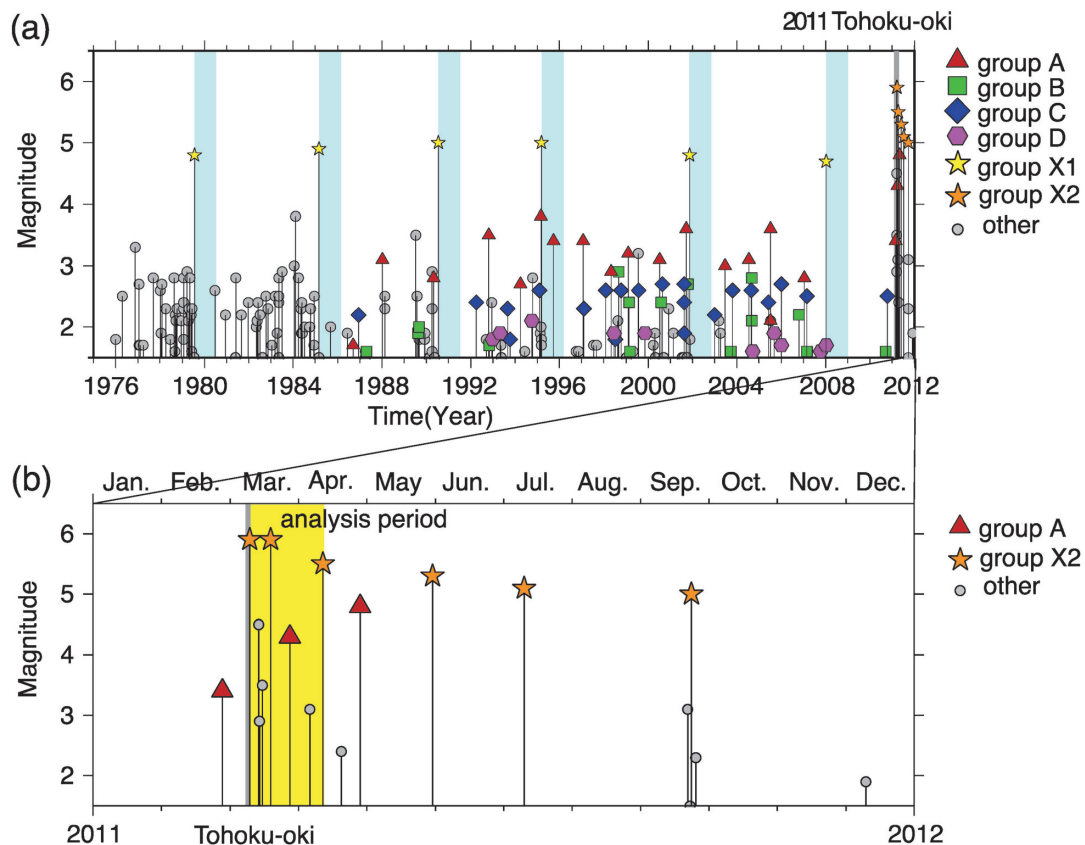 2011 Tohoku-oki
(a)
Magnitude
6
5
4
3
2
1976 1980 1984 1988 1992 1996 2000 2004 2008 2012
Time(Year)
group A
group B
group C
group D
group X1
group X2
other
(b)
Jan. Feb. Mar. Apr. May Jun. Jul. Aug. Sep. Oct. Nov. Dec.
analysis period
Magnitude
6
5
4
3
2
2011 Tohoku-oki 2012
group A
group X2
other